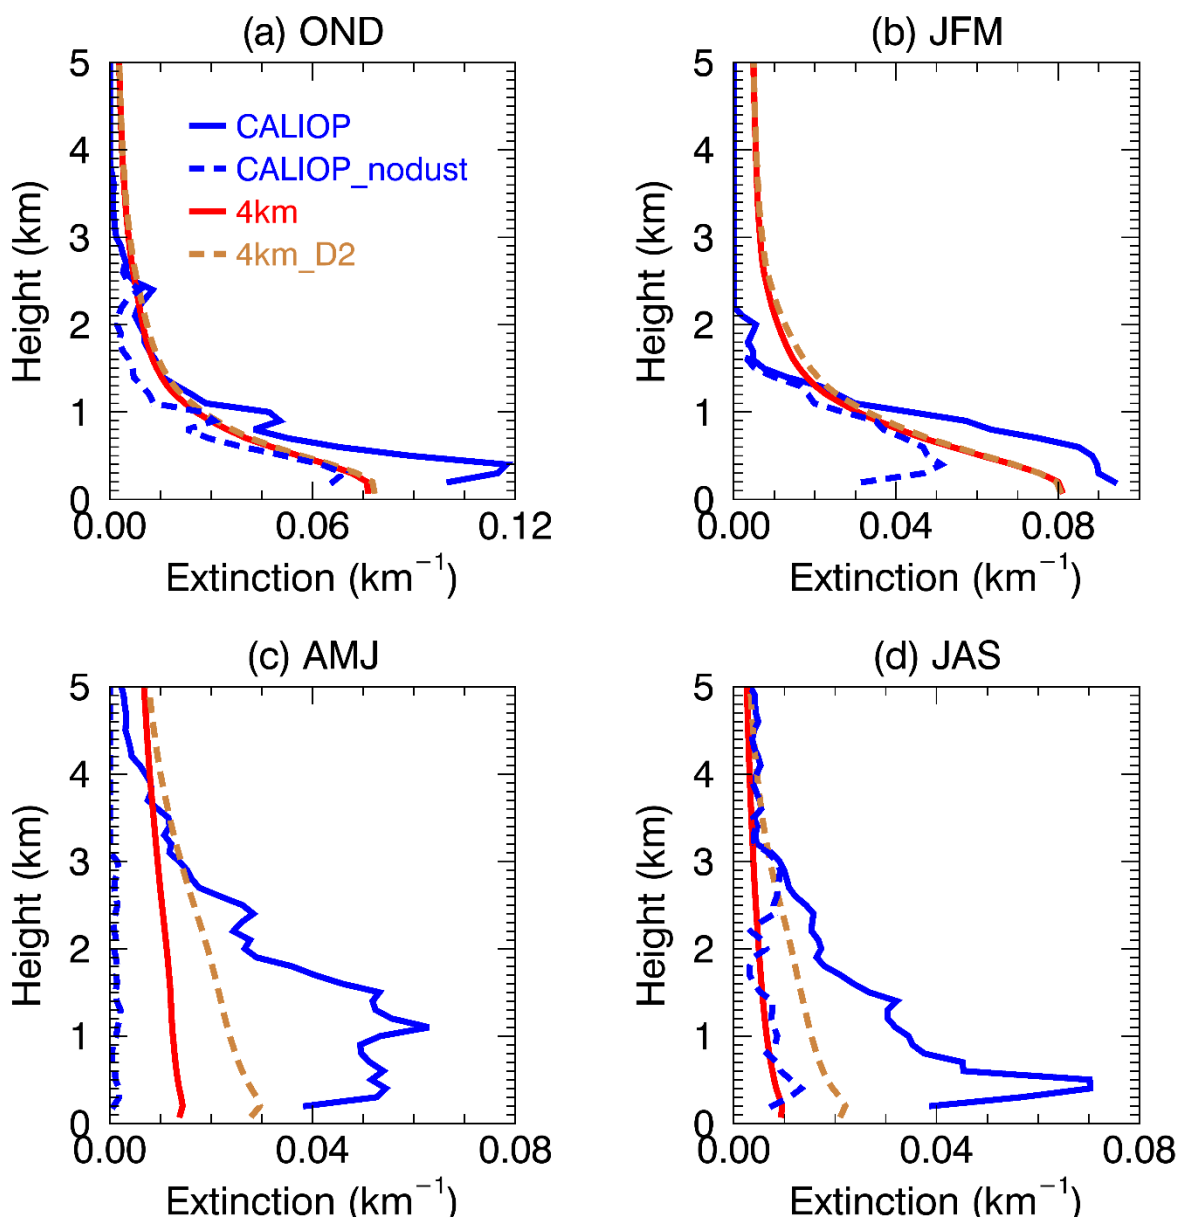 (a) OND
5
4
3
2
1
0
Height (km)
CALIOP
CALIOP_nodust
4km
4km_D2
0.00 0.06 0.12
Extinction (km⁻¹)
(b) JFM
5
4
3
2
1
0
Height (km)
0.00 0.04 0.08
Extinction (km⁻¹)
(c) AMJ
5
4
3
2
1
0
Height (km)
0.00 0.04 0.08
Extinction (km⁻¹)
(d) JAS
5
4
3
2
1
0
Height (km)
0.00 0.04 0.08
Extinction (km⁻¹)